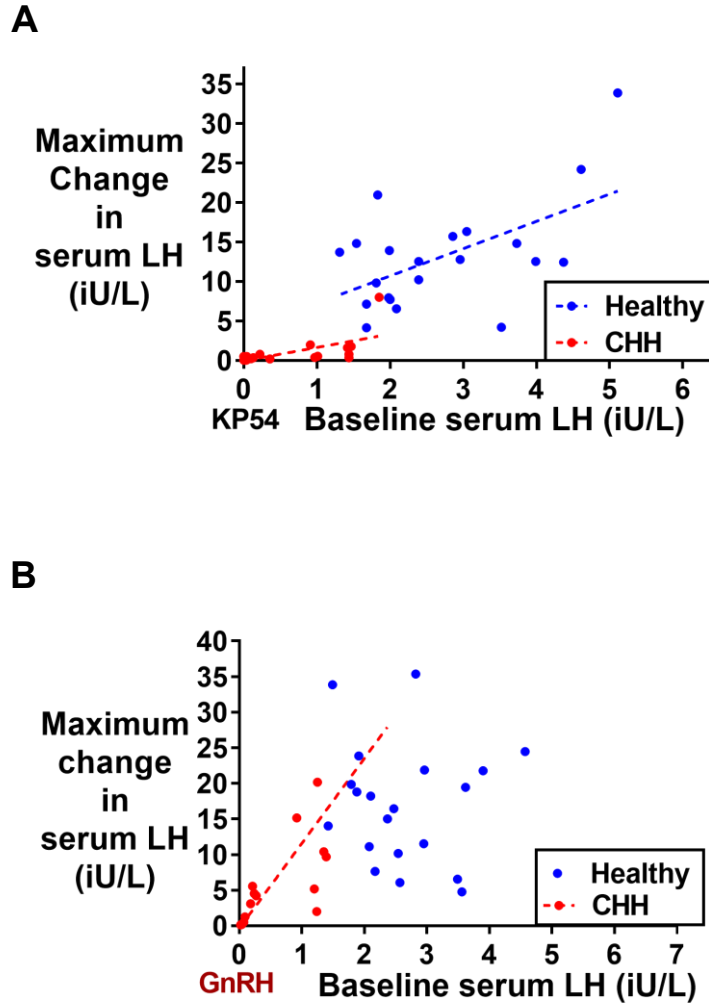 A
35
30
25
20
15
10
5
0
Maximum
Change
in
serum LH
(iU/L)
Healthy
CHH
0 1 2 3 4 5 6
KP54 Baseline serum LH (iU/L)
B
40
35
30
25
20
15
10
5
0
Maximum
change
in
serum LH
(iU/L)
Healthy
CHH
0 1 2 3 4 5 6 7
GnRH Baseline serum LH (iU/L)